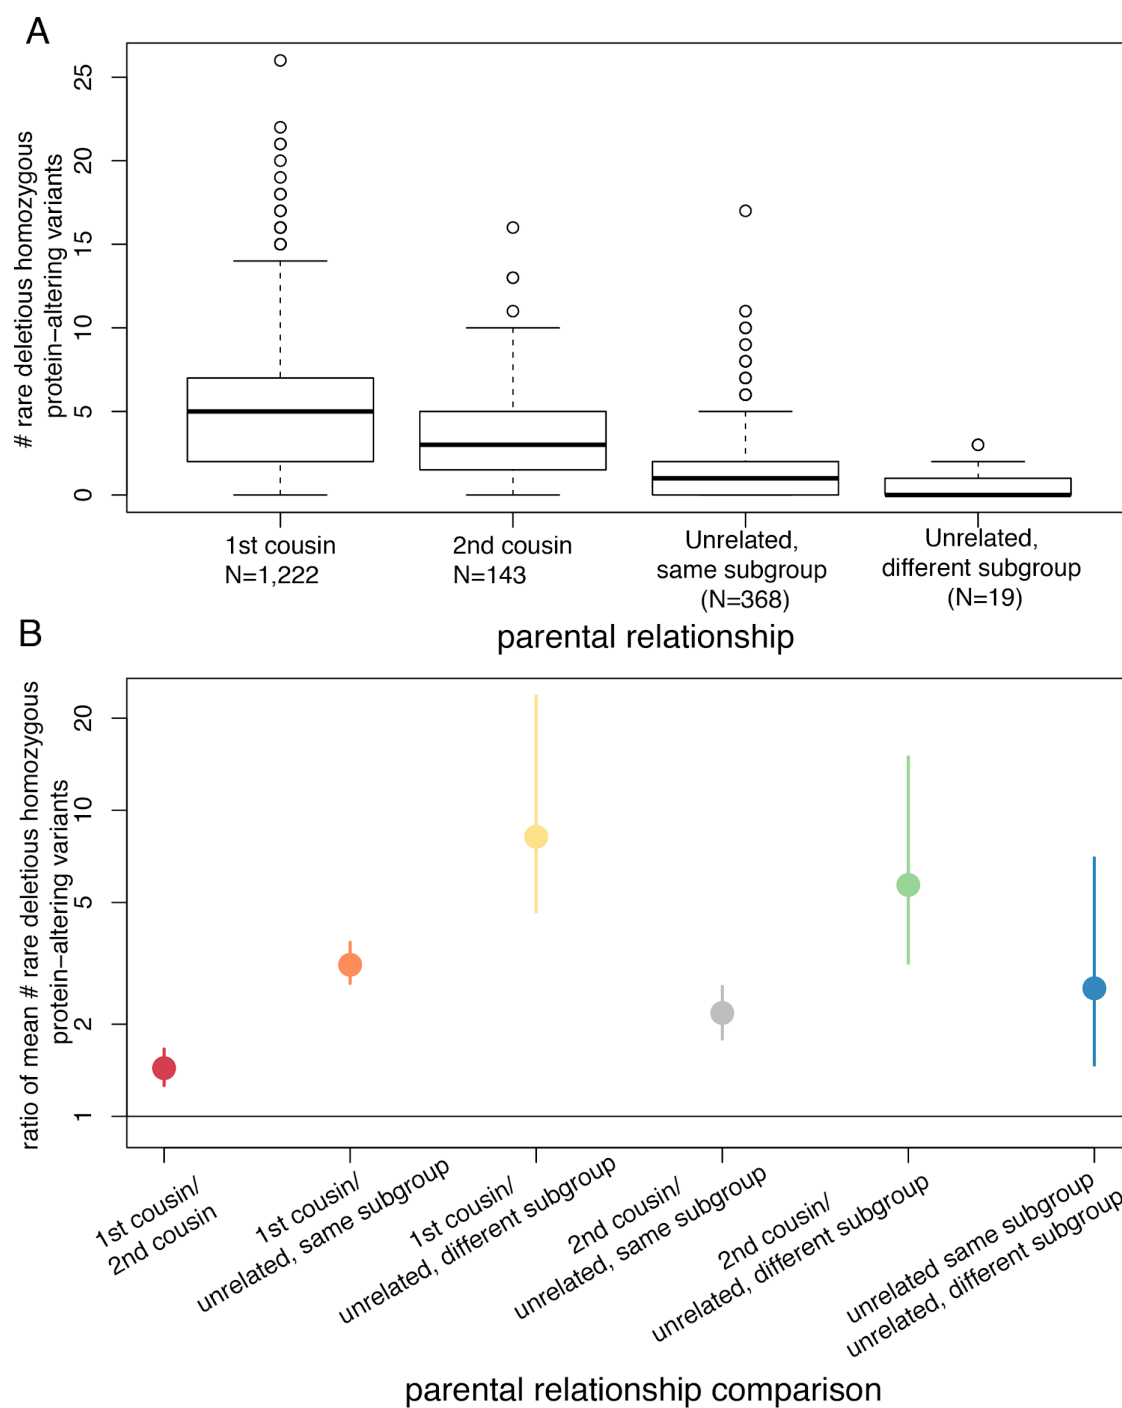 A
# rare deletious homozygous
protein−altering variants
25
20
15
10
5
0
1st cousin
N=1,222
2nd cousin
N=143
Unrelated,
same subgroup
(N=368)
Unrelated,
different subgroup
(N=19)
parental relationship
B
ratio of mean # rare deletious homozygous
protein−altering variants
20
10
5
2
1
1st cousin/
2nd cousin
1st cousin/
unrelated, same subgroup
1st cousin/
unrelated, different subgroup
2nd cousin/
unrelated, same subgroup
2nd cousin/
unrelated, different subgroup
unrelated same subgroup
unrelated, different subgroup
parental relationship comparison